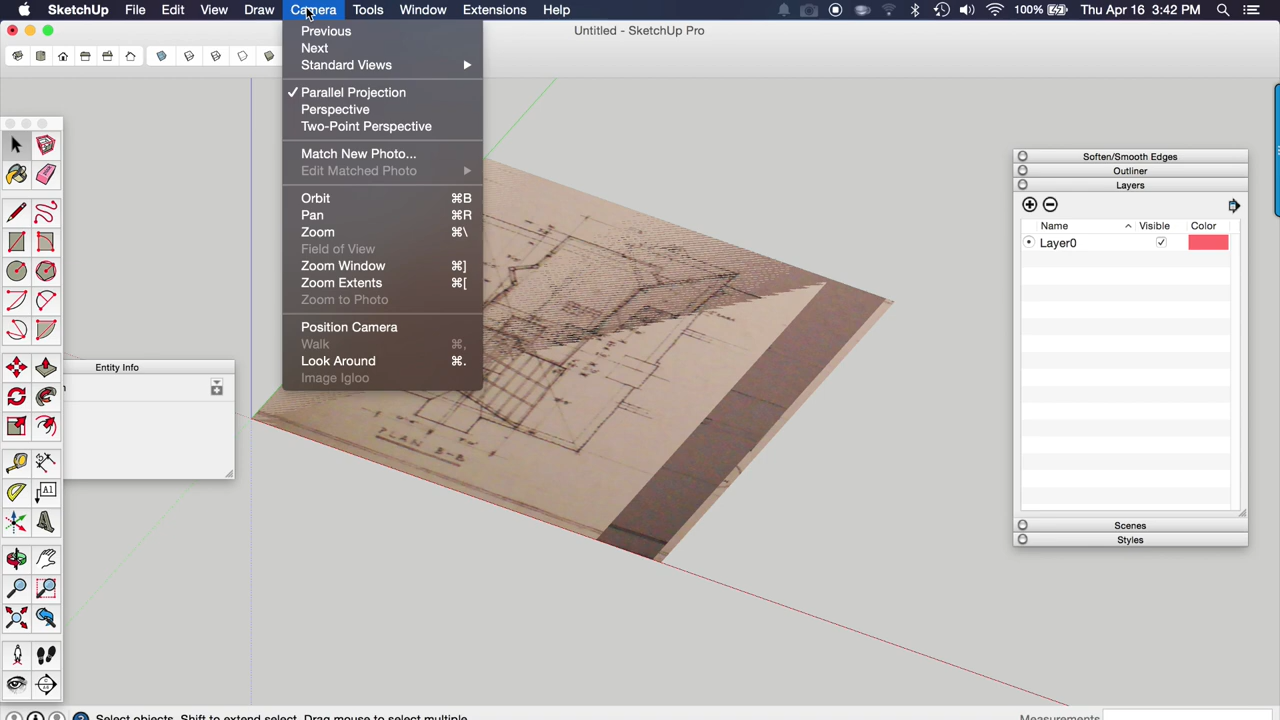 SketchUp File Edit View Draw Camera Tools Window Extensions Help 100% Thu Apr 16 3:42 PM
Untitled - SketchUp Pro
Previous
Next
Standard Views
Parallel Projection
Perspective
Two-Point Perspective
Match New Photo...
Edit Matched Photo
Orbit ⌘B
Pan ⌘R
Zoom ⌘\
Field of View
Zoom Window ⌘]
Zoom Extents ⌘[
Zoom to Photo
Position Camera
Walk ⌘,
Look Around ⌘.
Image Igloo
Soften/Smooth Edges
Outliner
Layers
Name Visible Color
Layer0
Entity Info
A1
PLAN B-B
Scenes
Styles
Select objects. Shift to extend select. Drag mouse to select multiple.
Measurements